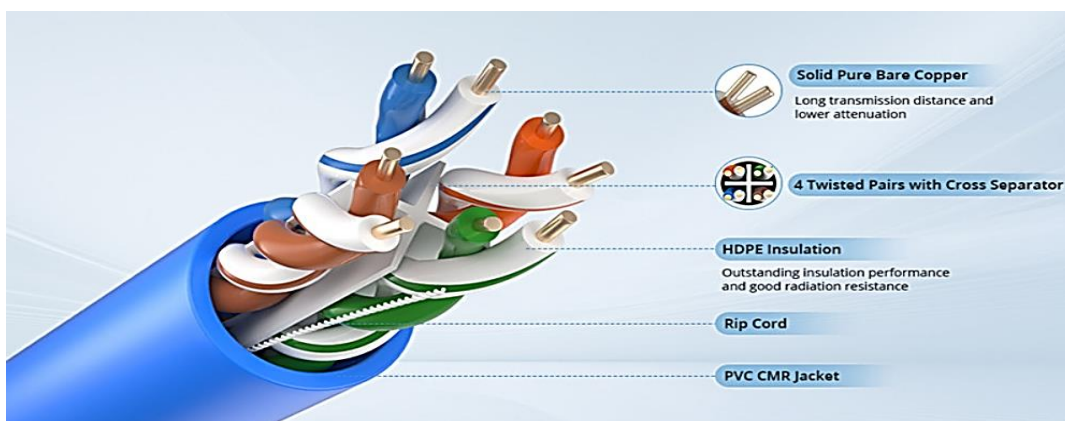 Solid Pure Bare Copper
Long transmission distance and
lower attenuation
4 Twisted Pairs with Cross Separator
HDPE Insulation
Outstanding insulation performance
and good radiation resistance
Rip Cord
PVC CMR Jacket